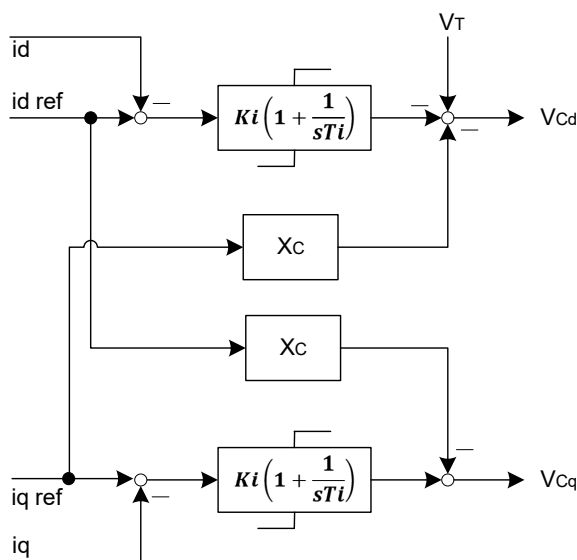 VT
id
id ref
Ki(1 + 1/sTi)
VCd
XC
XC
Ki(1 + 1/sTi)
iq ref
VCq
iq